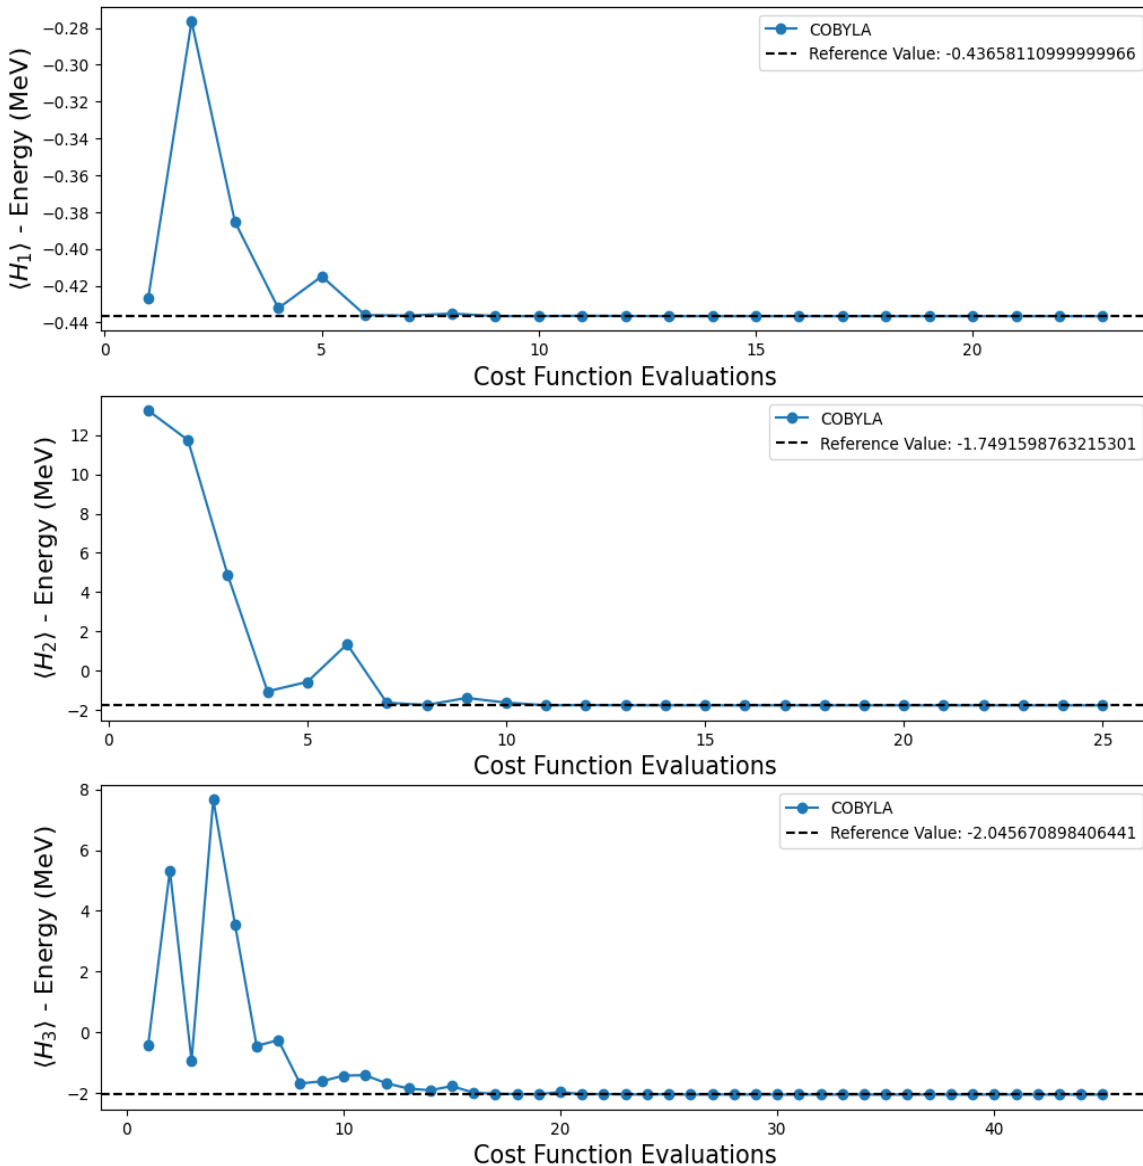 ⟨H₁⟩ - Energy (MeV)
−0.28
−0.30
−0.32
−0.34
−0.36
−0.38
−0.40
−0.42
−0.44
COBYLA
Reference Value: -0.43658110999999966
0 5 10 15 20
Cost Function Evaluations
⟨H₂⟩ - Energy (MeV)
12
10
8
6
4
2
0
−2
COBYLA
Reference Value: -1.7491598763215301
0 5 10 15 20 25
Cost Function Evaluations
⟨H₃⟩ - Energy (MeV)
8
6
4
2
0
−2
COBYLA
Reference Value: -2.045670898406441
0 10 20 30 40
Cost Function Evaluations